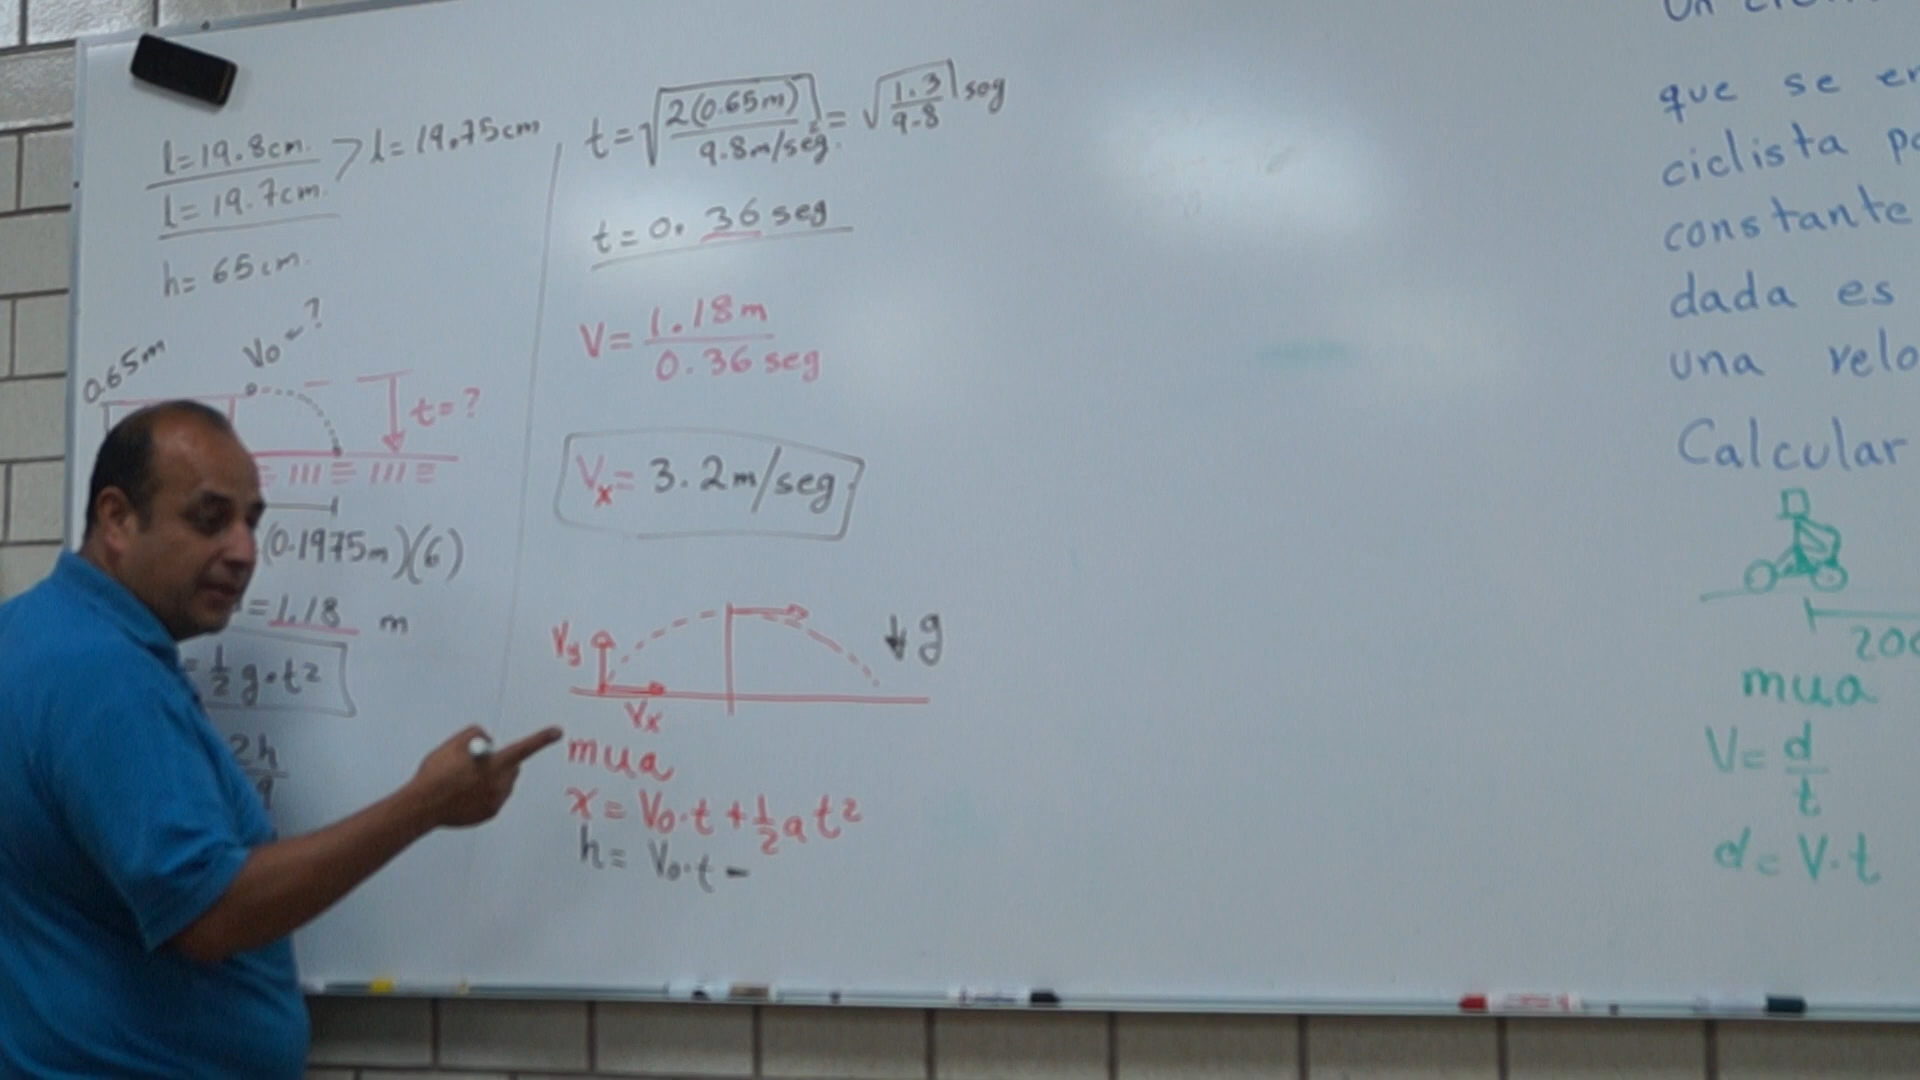 l=19.8cm.
l=19.7cm.
l=19.75cm
h=65cm.
0.65m
Vo ?
t=?
(0.1975m)(6)
=1.18 m
=½g·t²
2h
g
t=√(2(0.65m)/9.8m/seg²)=√(1.3/9.8) seg
t=0.36 seg
V=1.18m/0.36 seg
Vx=3.2m/seg
Vy
Vx
g
mua
x=Vo·t+½at²
h=Vo·t-
que se
ciclista
constante
dada es
una
Calcular
200
mua
V=d/t
d=V·t